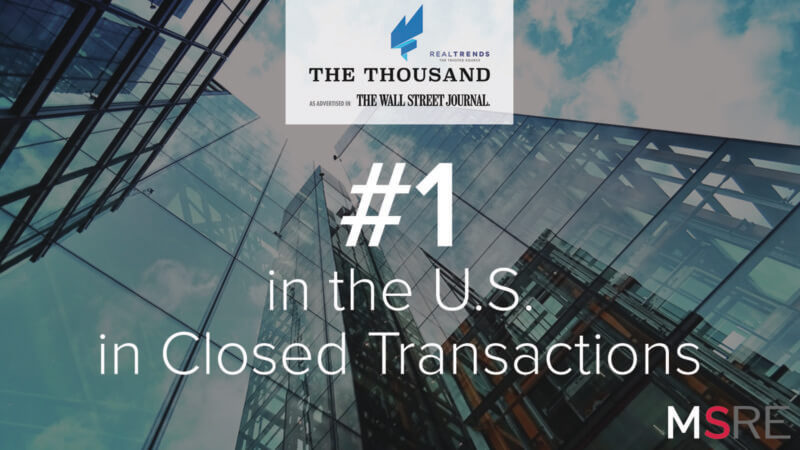 REALTRENDS
THE TRUSTED SOURCE
THE THOUSAND
AS ADVERTISED IN THE WALL STREET JOURNAL.
#1
in the U.S.
in Closed Transactions
MSRE